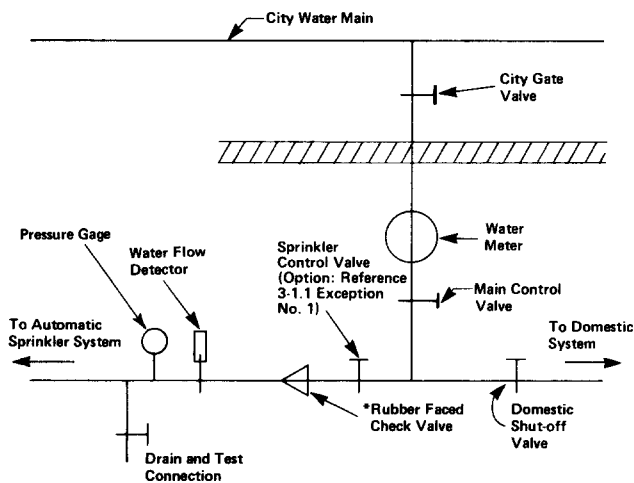 City Water Main
City Gate
Valve
Water
Meter
Sprinkler
Control Valve
(Option: Reference
3-1.1 Exception
No. 1)
Pressure Gage
Water Flow
Detector
Main Control
Valve
To Automatic
Sprinkler System
To Domestic
System
*Rubber Faced
Check Valve
Domestic
Shut-off
Valve
Drain and Test
Connection